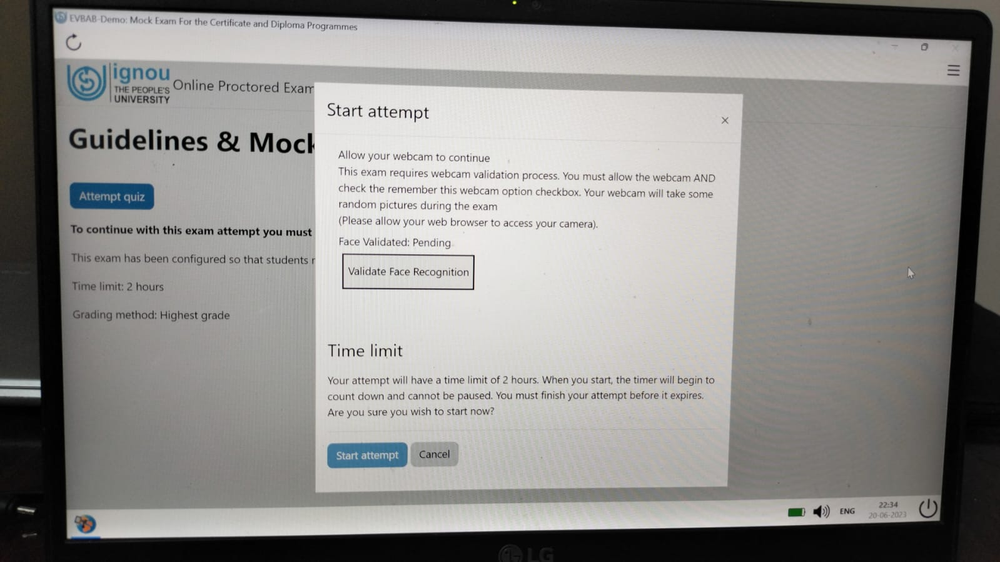 EVBAB-Demo: Mock Exam For the Certificate and Diploma Programmes
ignou
THE PEOPLE'S
UNIVERSITY
Online Proctored Exam
Guidelines & Mock
Attempt quiz
To continue with this exam attempt you must
This exam has been configured so that students
Time limit: 2 hours
Grading method: Highest grade
Start attempt
×
Allow your webcam to continue
This exam requires webcam validation process. You must allow the webcam AND
check the remember this webcam option checkbox. Your webcam will take some
random pictures during the exam
(Please allow your web browser to access your camera).
Face Validated: Pending
Validate Face Recognition
Time limit
Your attempt will have a time limit of 2 hours. When you start, the timer will begin to
count down and cannot be paused. You must finish your attempt before it expires.
Are you sure you wish to start now?
Start attempt
Cancel
ENG
22:34
20-06-2023
LG